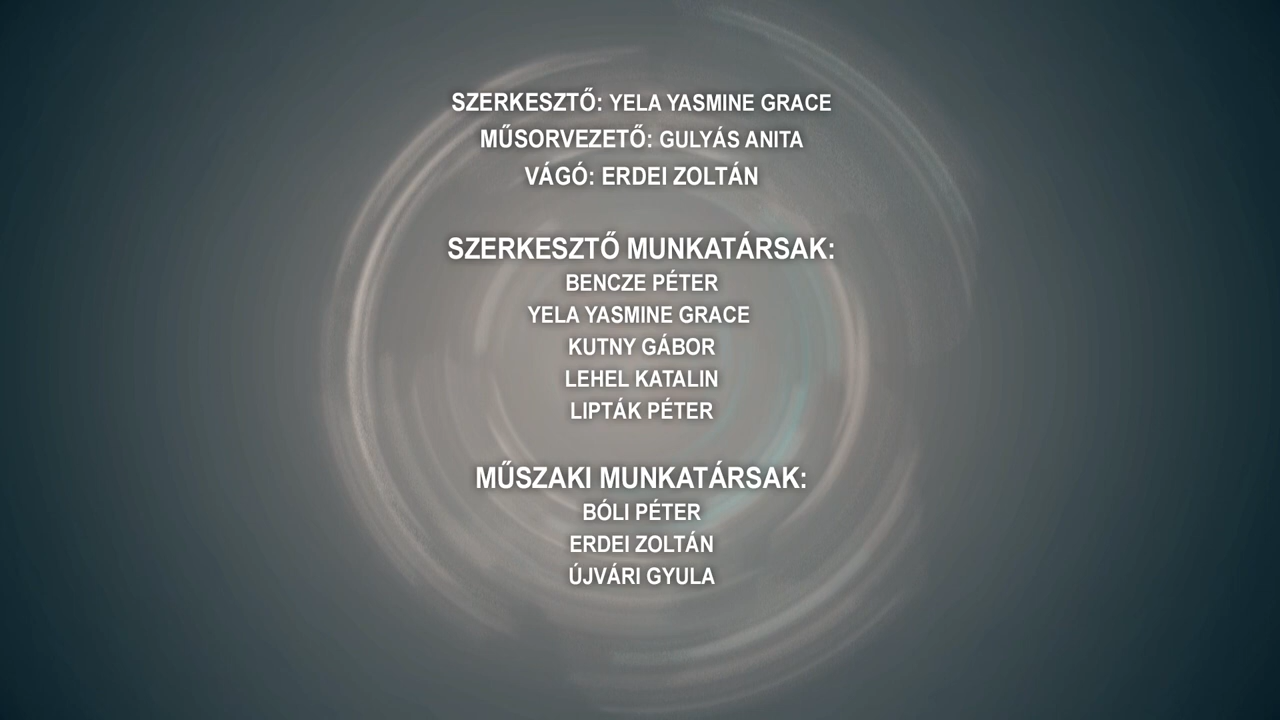 SZERKESZTŐ: YELA YASMINE GRACE
MŰSORVEZETŐ: GULYÁS ANITA
VÁGÓ: ERDEI ZOLTÁN
SZERKESZTŐ MUNKATÁRSAK:
BENCZE PÉTER
YELA YASMINE GRACE
KUTNY GÁBOR
LEHEL KATALIN
LIPTÁK PÉTER
MŰSZAKI MUNKATÁRSAK:
BÓLI PÉTER
ERDEI ZOLTÁN
ÚJVÁRI GYULA